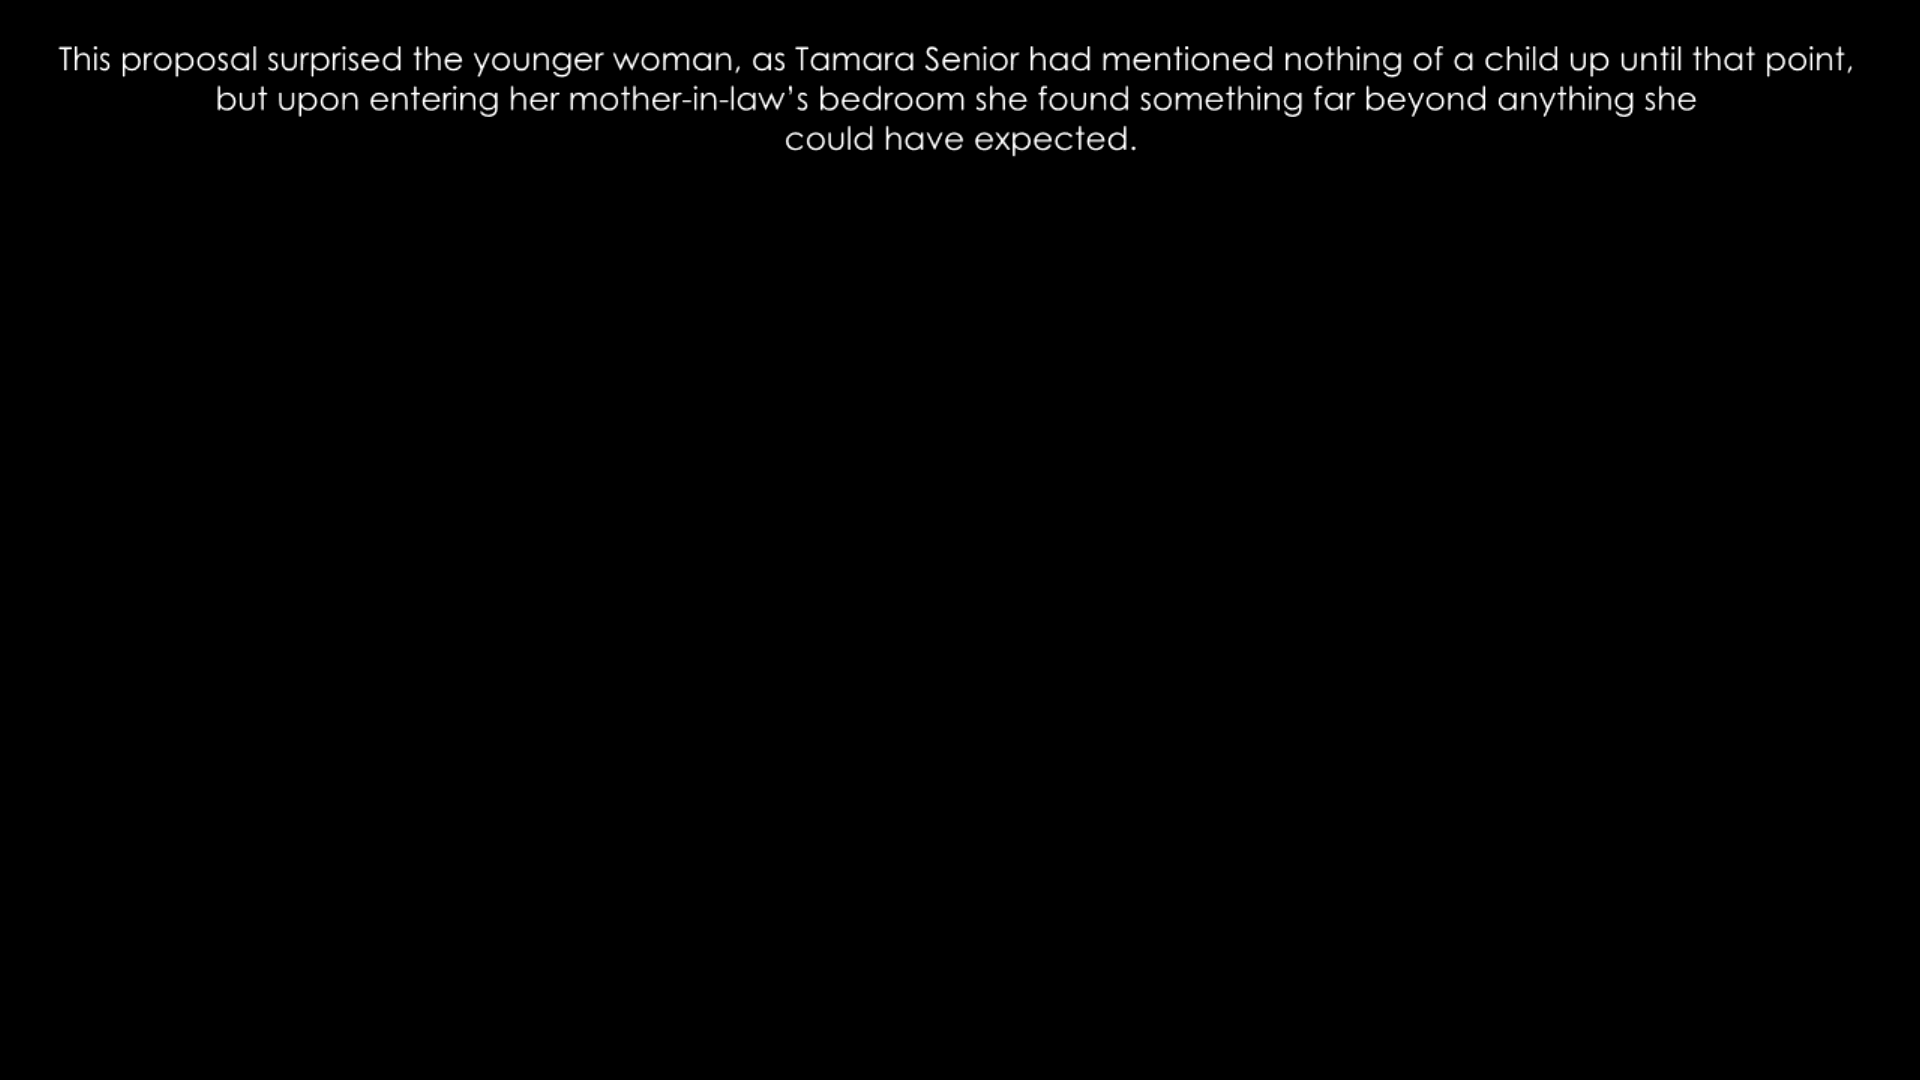 This proposal surprised the younger woman, as Tamara Senior had mentioned nothing of a child up until that point,
but upon entering her mother-in-law’s bedroom she found something far beyond anything she
could have expected.